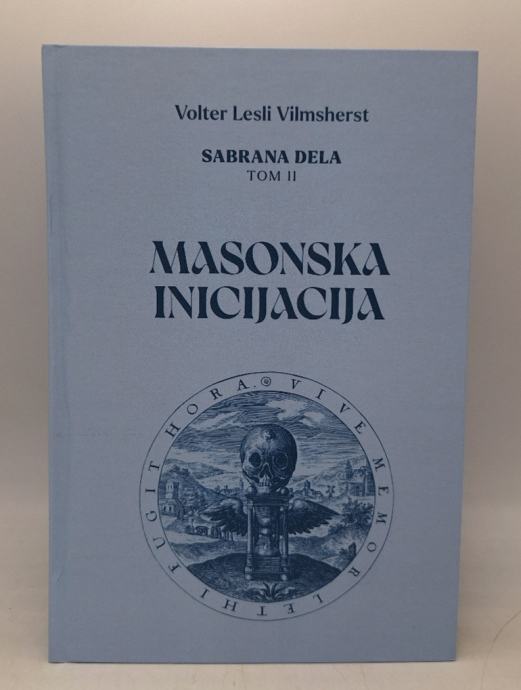 Volter Lesli Vilmsherst
SABRANA DELA
TOM II
MASONSKA
INICIJACIJA
VIVE MEMOR LETHI FUGIT HORA.